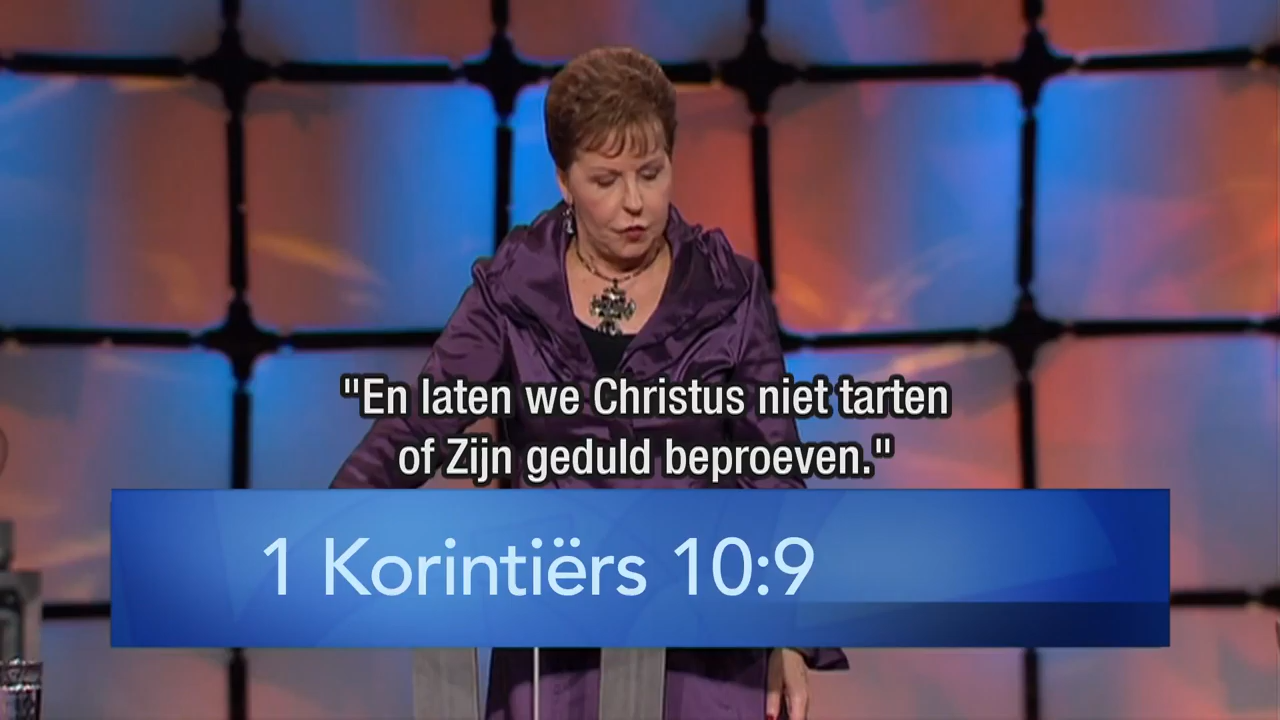 "En laten we Christus niet tarten
of Zijn geduld beproeven."
1 Korintiërs 10:9